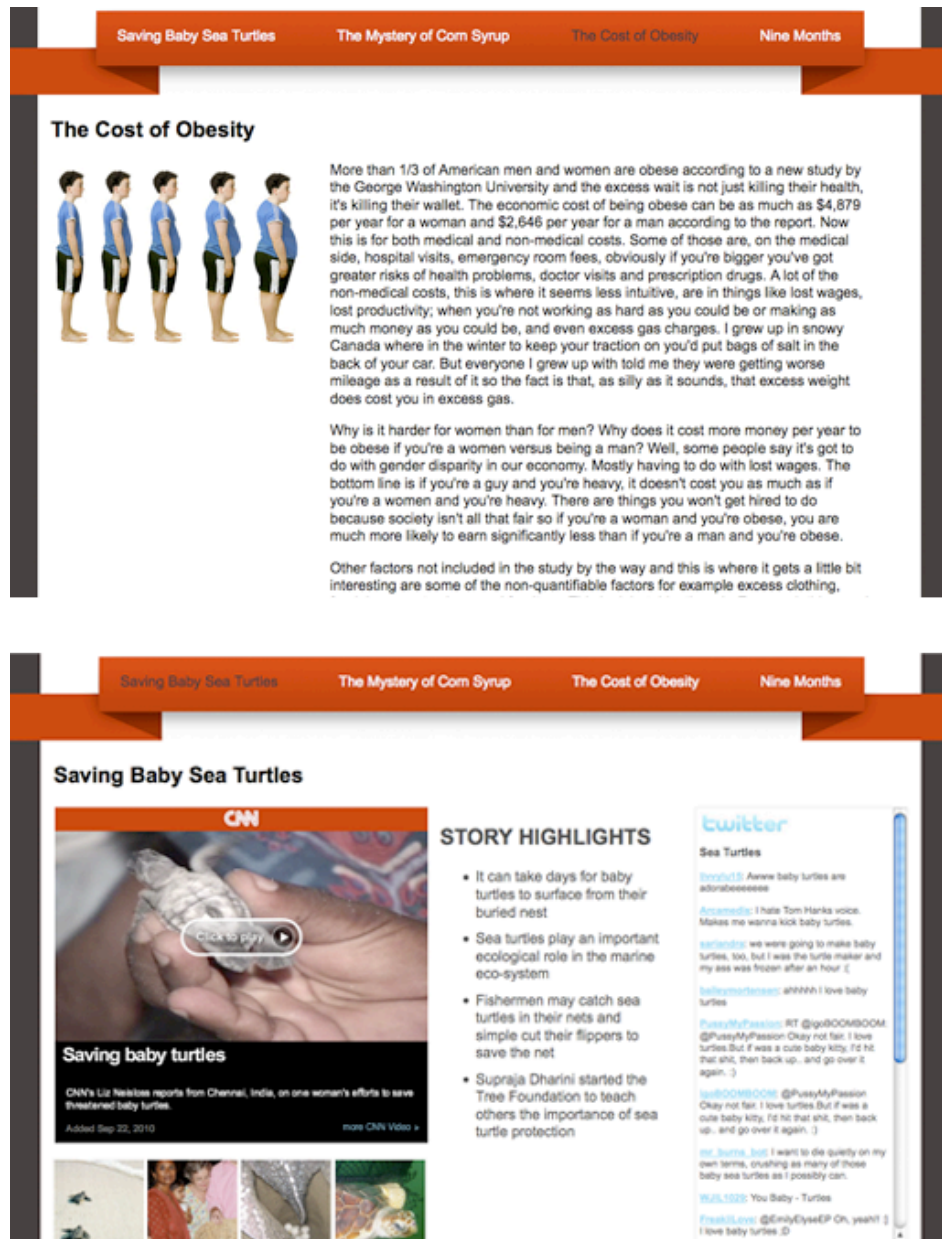 Saving Baby Sea Turtles
The Mystery of Corn Syrup
The Cost of Obesity
Nine Months
The Cost of Obesity
More than 1/3 of American men and women are obese according to a new study by
the George Washington University and the excess wait is not just killing their health,
it's killing their wallet. The economic cost of being obese can be as much as $4,879
per year for a woman and $2,646 per year for a man according to the report. Now
this is for both medical and non-medical costs. Some of those are, on the medical
side, hospital visits, emergency room fees, obviously if you're bigger you've got
greater risks of health problems, doctor visits and prescription drugs. A lot of the
non-medical costs, this is where it seems less intuitive, are in things like lost wages,
lost productivity; when you're not working as hard as you could be or making as
much money as you could be, and even excess gas charges. I grew up in snowy
Canada where in the winter to keep your traction on you'd put bags of salt in the
back of your car. But everyone I grew up with told me they were getting worse
mileage as a result of it so the fact is that, as silly as it sounds, that excess weight
does cost you in excess gas.
Why is it harder for women than for men? Why does it cost more money per year to
be obese if you're a women versus being a man? Well, some people say it's got to
do with gender disparity in our economy. Mostly having to do with lost wages. The
bottom line is if you're a guy and you're heavy, it doesn't cost you as much as if
you're a women and you're heavy. There are things you won't get hired to do
because society isn't all that fair so if you're a woman and you're obese, you are
much more likely to earn significantly less than if you're a man and you're obese.
Other factors not included in the study by the way and this is where it gets a little bit
interesting are some of the non-quantifiable factors for example excess clothing,
Saving Baby Sea Turtles
The Mystery of Corn Syrup
The Cost of Obesity
Nine Months
Saving Baby Sea Turtles
CNN
Click to play
Saving baby turtles
CNN's Liz Neisloss reports from Chennai, India, on one woman's efforts to save
threatened baby turtles.
Added Sep 22, 2010
more CNN Video »
STORY HIGHLIGHTS
• It can take days for baby
turtles to surface from their
buried nest
• Sea turtles play an important
ecological role in the marine
eco-system
• Fishermen may catch sea
turtles in their nets and
simple cut their flippers to
save the net
• Supraja Dharini started the
Tree Foundation to teach
others the importance of sea
turtle protection
twitter
Sea Turtles
Awww baby turtles are
adorabeeeeeee
Arcamedia: I hate Tom Hanks voice.
Makes me wanna kick baby turtles.
we were going to make baby
turtles, too, but I was the turtle maker and
my ass was frozen after an hour :(
baileymortensen: ahhhhh I love baby
turtles
PussyMyPassion: RT @igoBOOMBOOM:
@PussyMyPassion Okay not fair. I love
turtles.But if was a cute baby kitty, I'd hit
that shit, then back up.. and go over it
again. :)
IgoBOOMBOOM: @PussyMyPassion
Okay not fair. I love turtles.But if was a
cute baby kitty, I'd hit that shit, then back
up.. and go over it again. :)
mr_burns_bot: I want to die quietly on my
own terms, crushing as many of those
baby sea turtles as I possibly can.
WJIL1029: You Baby - Turtles
@EmilyElyseEP Oh, yeah!! :]
I love baby turtles ;D